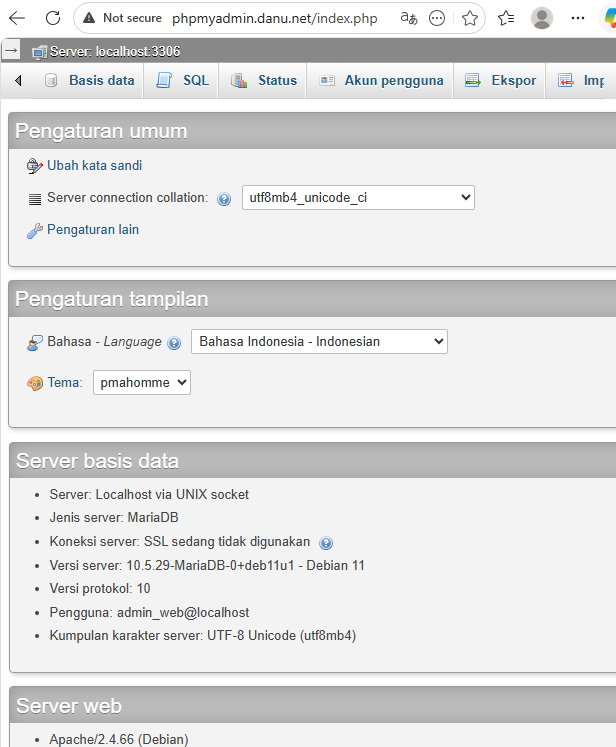 Not secure phpmyadmin.danu.net/index.php
Server: localhost:3306
Basis data SQL Status Akun pengguna Ekspor Imp
Pengaturan umum
Ubah kata sandi
Server connection collation: utf8mb4_unicode_ci
Pengaturan lain
Pengaturan tampilan
Bahasa - Language Bahasa Indonesia - Indonesian
Tema: pmahomme
Server basis data
• Server: Localhost via UNIX socket
• Jenis server: MariaDB
• Koneksi server: SSL sedang tidak digunakan
• Versi server: 10.5.29-MariaDB-0+deb11u1 - Debian 11
• Versi protokol: 10
• Pengguna: admin_web@localhost
• Kumpulan karakter server: UTF-8 Unicode (utf8mb4)
Server web
• Apache/2.4.66 (Debian)